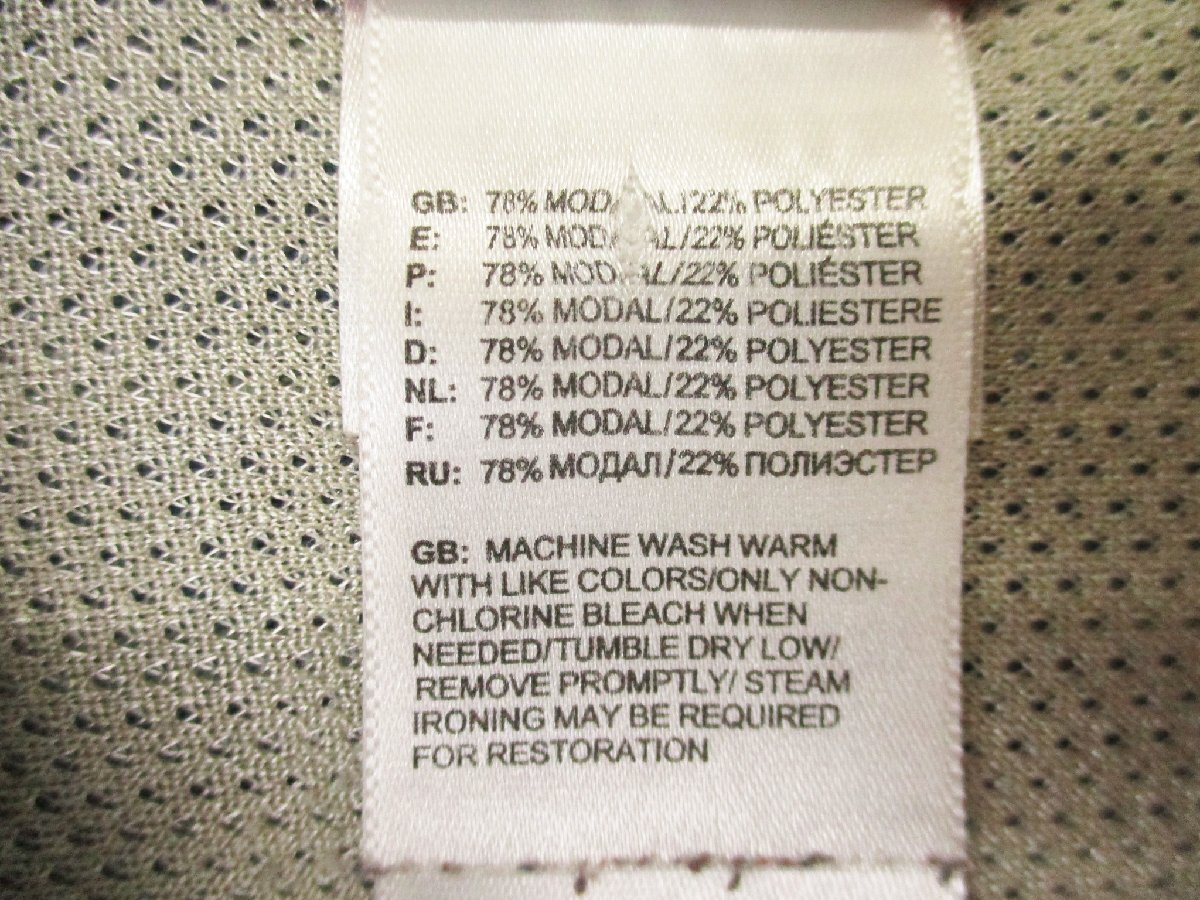 GB: 78% MODAL/22% POLYESTER
E: 78% MODAL/22% POLIÉSTER
P: 78% MODAL/22% POLIÉSTER
I: 78% MODAL/22% POLIESTERE
D: 78% MODAL/22% POLYESTER
NL: 78% MODAL/22% POLYESTER
F: 78% MODAL/22% POLYESTER
RU: 78% МОДАЛ/22% ПОЛИЭСТЕР
GB: MACHINE WASH WARM
WITH LIKE COLORS/ONLY NON-
CHLORINE BLEACH WHEN
NEEDED/TUMBLE DRY LOW/
REMOVE PROMPTLY/ STEAM
IRONING MAY BE REQUIRED
FOR RESTORATION